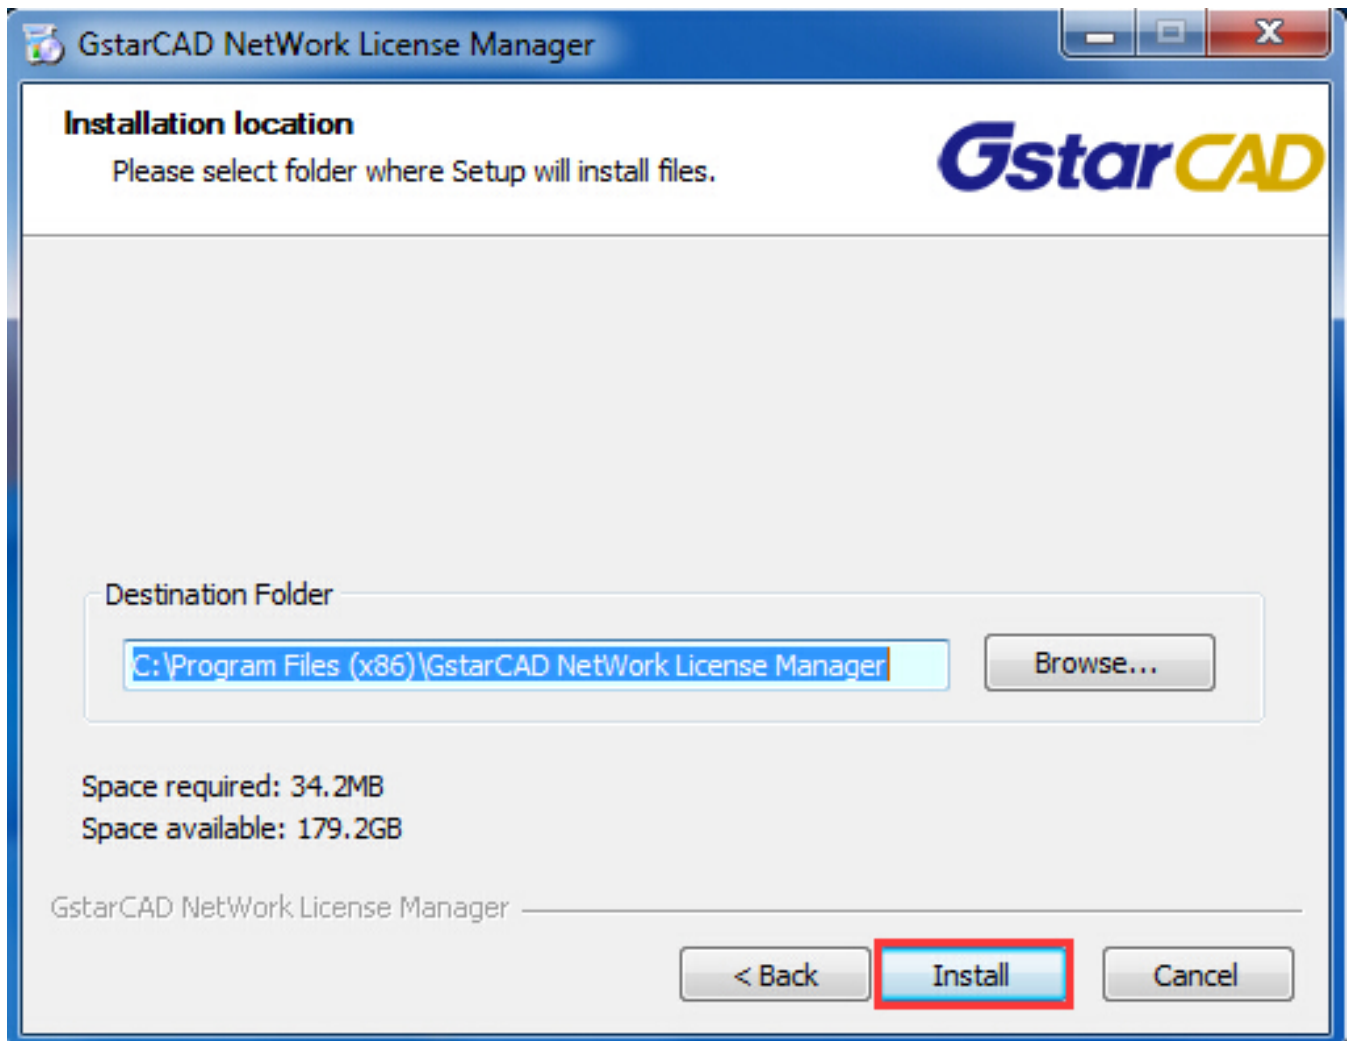 GstarCAD NetWork License Manager
Installation location
Please select folder where Setup will install files.
GstarCAD
Destination Folder
C:\Program Files (x86)\GstarCAD NetWork License Manager
Browse...
Space required: 34.2MB
Space available: 179.2GB
GstarCAD NetWork License Manager
< Back
Install
Cancel